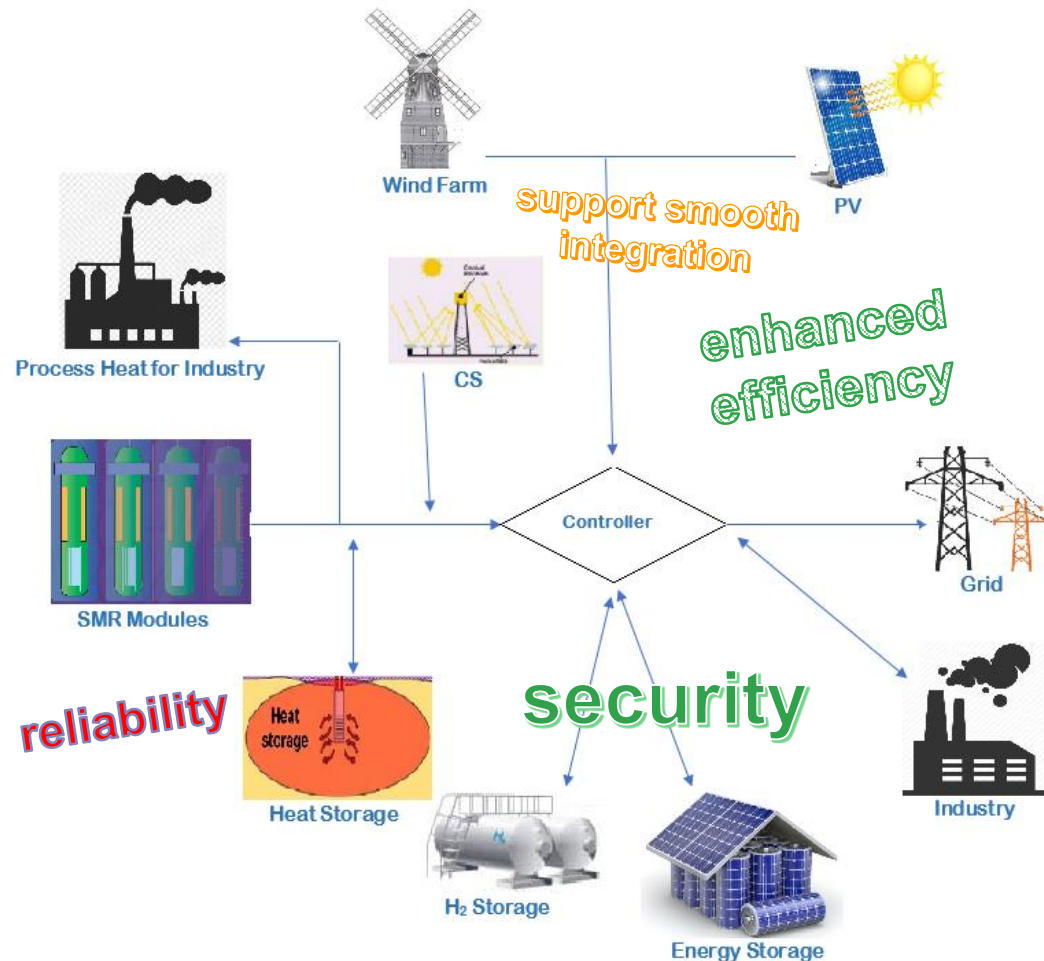 Wind Farm
PV
support smooth
integration
CS
enhanced
efficiency
Process Heat for Industry
Controller
Grid
SMR Modules
reliability
security
Heat
storage
Heat Storage
Industry
H₂ Storage
Energy Storage